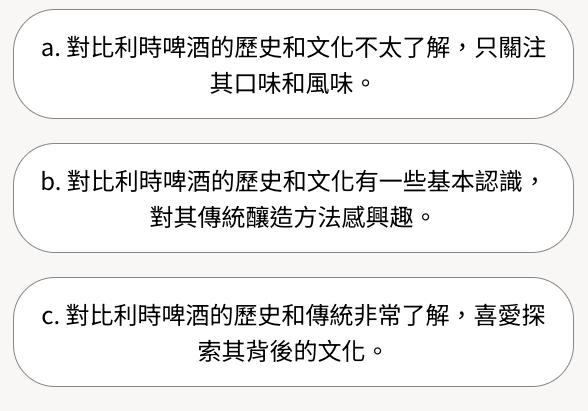 a. 對比利時啤酒的歷史和文化不太了解，只關注
其口味和風味。
b. 對比利時啤酒的歷史和文化有一些基本認識，
對其傳統釀造方法感興趣。
c. 對比利時啤酒的歷史和傳統非常了解，喜愛探
索其背後的文化。